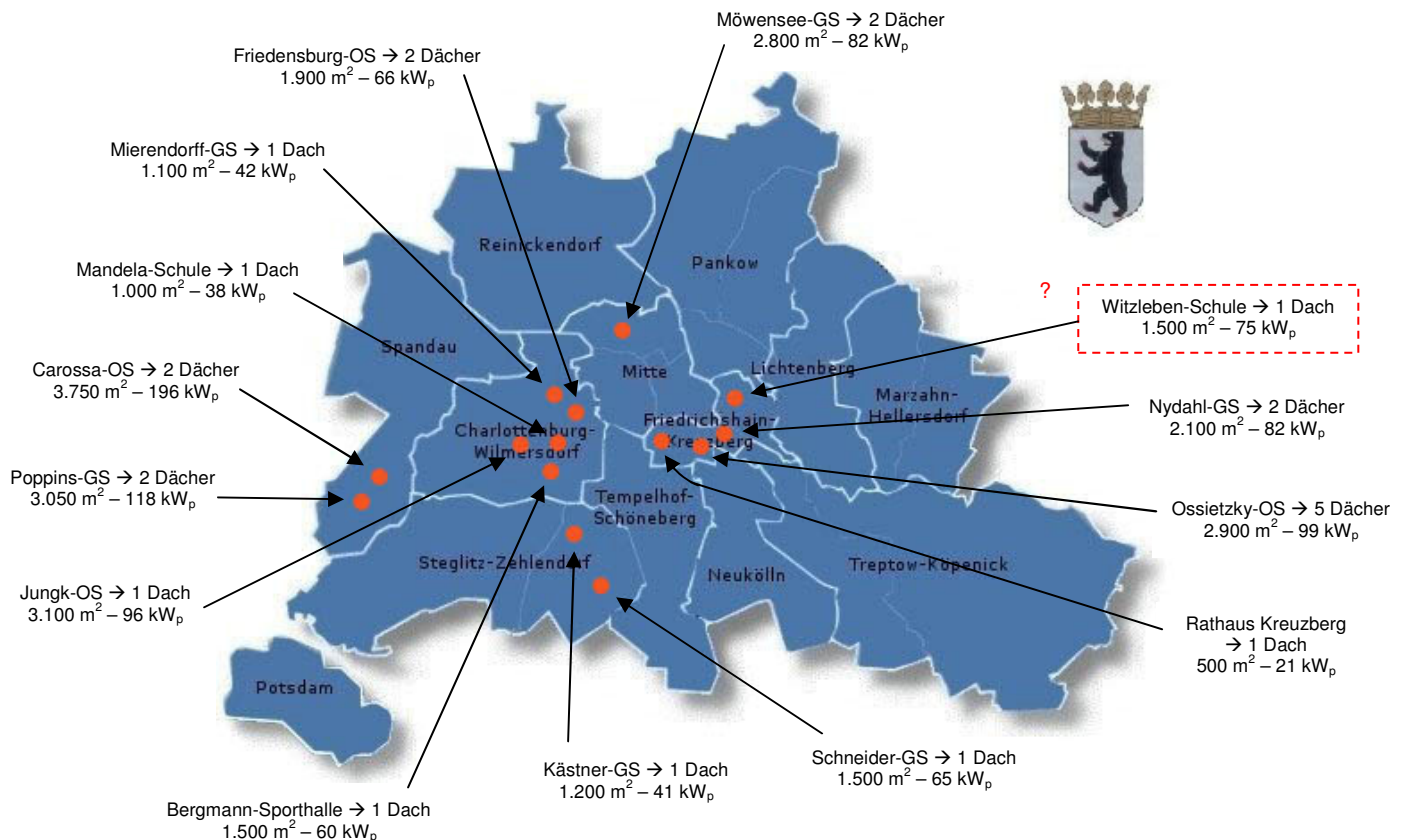 Möwensee-GS → 2 Dächer
2.800 m² – 82 kWₚ
Friedensburg-OS → 2 Dächer
1.900 m² – 66 kWₚ
Mierendorff-GS → 1 Dach
1.100 m² – 42 kWₚ
Mandela-Schule → 1 Dach
1.000 m² – 38 kWₚ
Carossa-OS → 2 Dächer
3.750 m² – 196 kWₚ
Poppins-GS → 2 Dächer
3.050 m² – 118 kWₚ
Jungk-OS → 1 Dach
3.100 m² – 96 kWₚ
Bergmann-Sporthalle → 1 Dach
1.500 m² – 60 kWₚ
Kästner-GS → 1 Dach
1.200 m² – 41 kWₚ
Schneider-GS → 1 Dach
1.500 m² – 65 kWₚ
Rathaus Kreuzberg
→ 1 Dach
500 m² – 21 kWₚ
Ossietzky-OS → 5 Dächer
2.900 m² – 99 kWₚ
Nydahl-GS → 2 Dächer
2.100 m² – 82 kWₚ
?
Witzleben-Schule → 1 Dach
1.500 m² – 75 kWₚ
Reinickendorf
Pankow
Spandau
Mitte
Lichtenberg
Marzahn-
Hellersdorf
Charlottenburg-
Wilmersdorf
Friedrichshain-
Kreuzberg
Tempelhof-
Schöneberg
Steglitz-Zehlendorf
Neukölln
Treptow-Köpenick
Potsdam